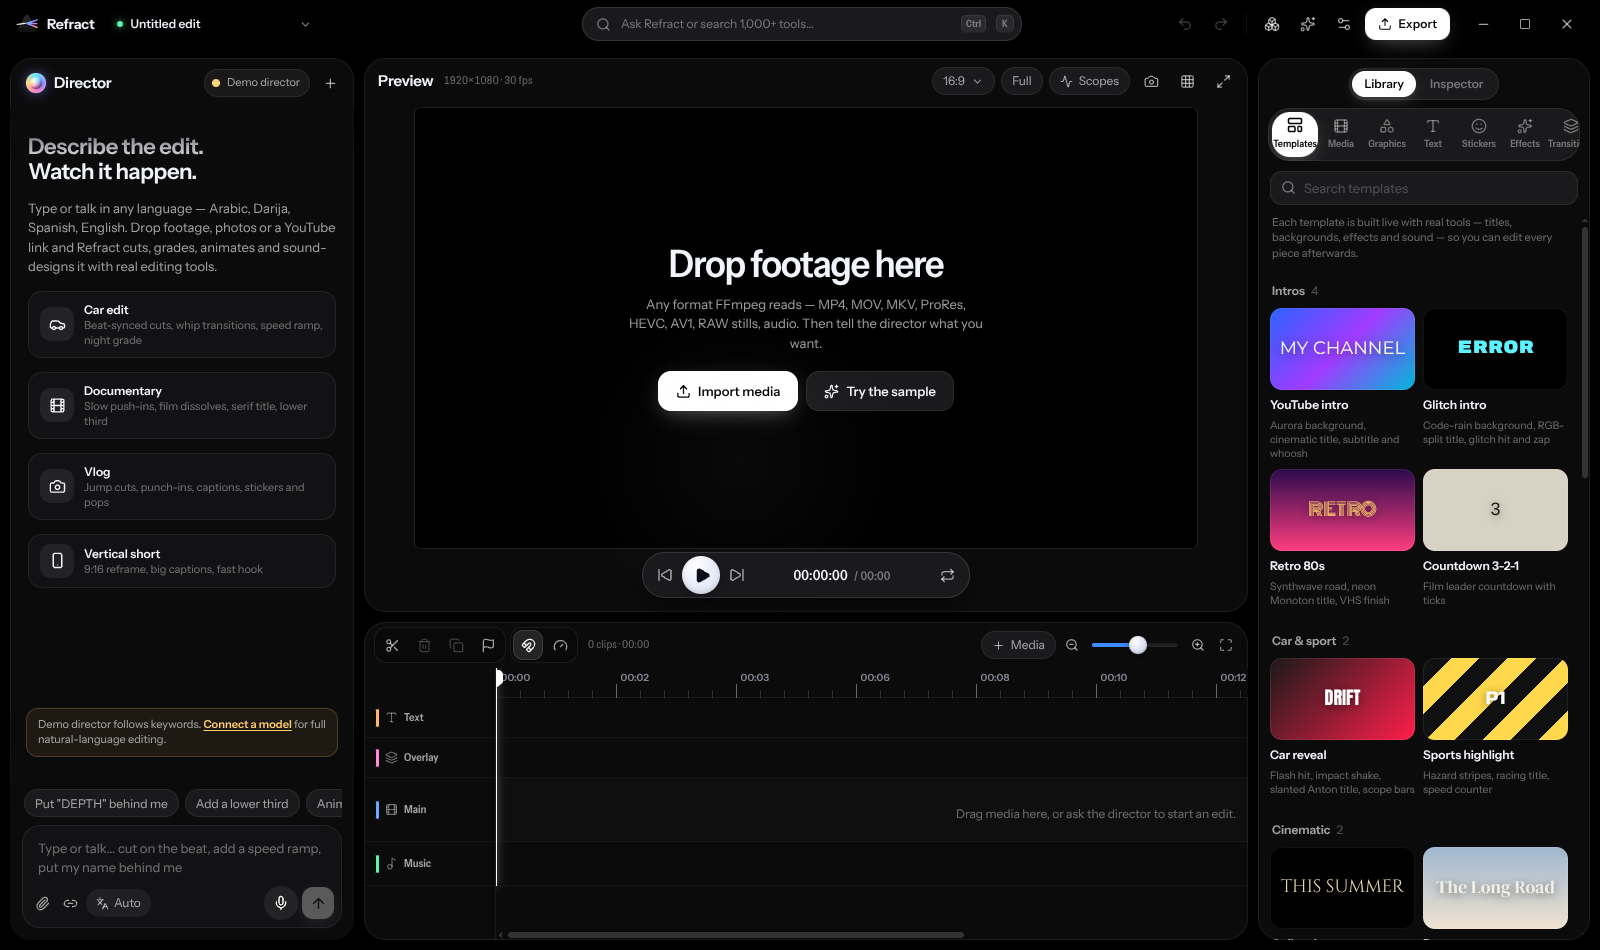 Refract
Untitled edit
Ask Refract or search 1,000+ tools...
Ctrl
K
Export
Director
Demo director
Describe the edit.
Watch it happen.
Type or talk in any language — Arabic, Darija,
Spanish, English. Drop footage, photos or a YouTube
link and Refract cuts, grades, animates and sound-
designs it with real editing tools.
Car edit
Beat-synced cuts, whip transitions, speed ramp,
night grade
Documentary
Slow push-ins, film dissolves, serif title, lower
third
Vlog
Jump cuts, punch-ins, captions, stickers and
pops
Vertical short
9:16 reframe, big captions, fast hook
Demo director follows keywords. Connect a model for full
natural-language editing.
Put "DEPTH" behind me
Add a lower third
Anim
Type or talk... cut on the beat, add a speed ramp,
put my name behind me
Auto
Preview
1920×1080 · 30 fps
16:9
Full
Scopes
Drop footage here
Any format FFmpeg reads — MP4, MOV, MKV, ProRes,
HEVC, AV1, RAW stills, audio. Then tell the director what you
want.
Import media
Try the sample
00:00:00 / 00:00
0 clips · 00:00
+ Media
00:00
00:02
00:03
00:06
00:08
00:10
00:12
Text
Overlay
Main
Drag media here, or ask the director to start an edit.
Music
Library
Inspector
Templates
Media
Graphics
Text
Stickers
Effects
Transiti
Search templates
Each template is built live with real tools — titles,
backgrounds, effects and sound — so you can edit every
piece afterwards.
Intros 4
MY CHANNEL
ERROR
YouTube intro
Aurora background,
cinematic title, subtitle and
whoosh
Glitch intro
Code-rain background, RGB-
split title, glitch hit and zap
RETRO
3
Retro 80s
Synthwave road, neon
Monoton title, VHS finish
Countdown 3-2-1
Film leader countdown with
ticks
Car & sport 2
DRIFT
P1
Car reveal
Flash hit, impact shake,
slanted Anton title, scope bars
Sports highlight
Hazard stripes, racing title,
speed counter
Cinematic 2
THIS SUMMER
The Long Road